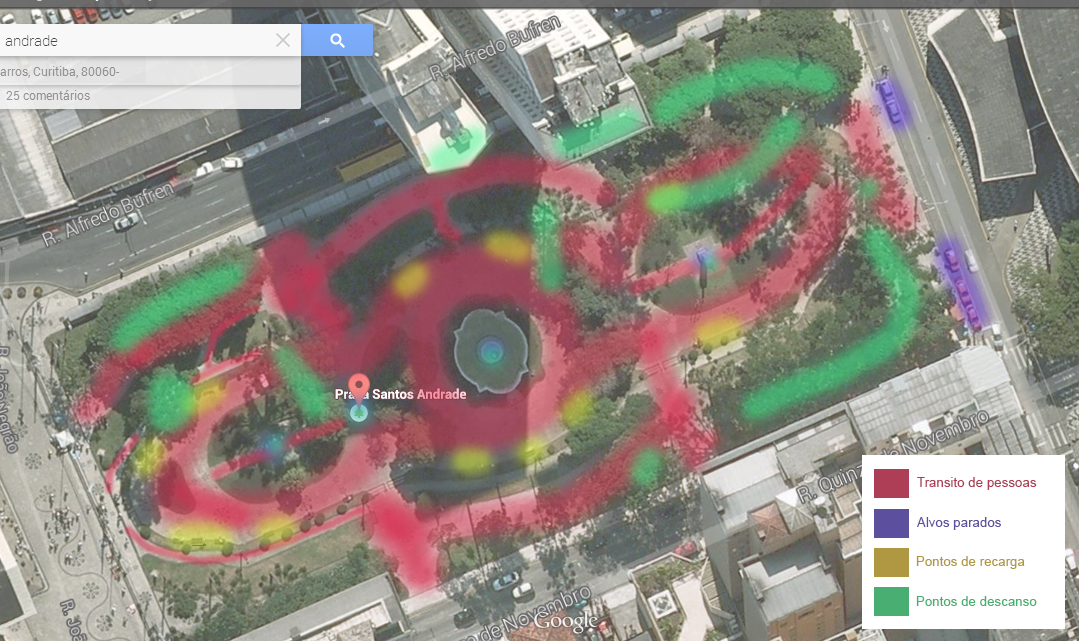 andrade
arros, Curitiba, 80060-
25 comentários
R. Alfredo Bufren
R. Alfredo Bufren
Praça Santos Andrade
R. Quinze de Novembro
de Novembro
Google
Transito de pessoas
Alvos parados
Pontos de recarga
Pontos de descanso